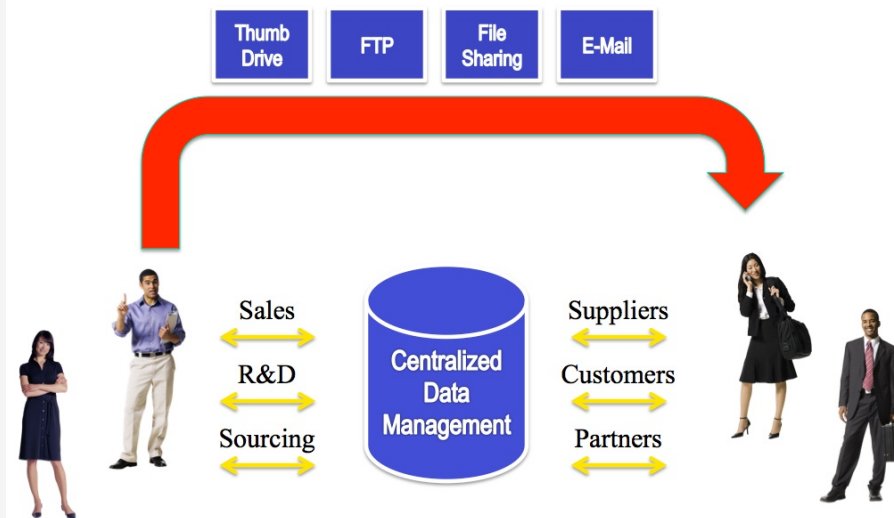 Thumb
Drive
FTP
File
Sharing
E-Mail
Sales
R&D
Sourcing
Centralized
Data
Management
Suppliers
Customers
Partners